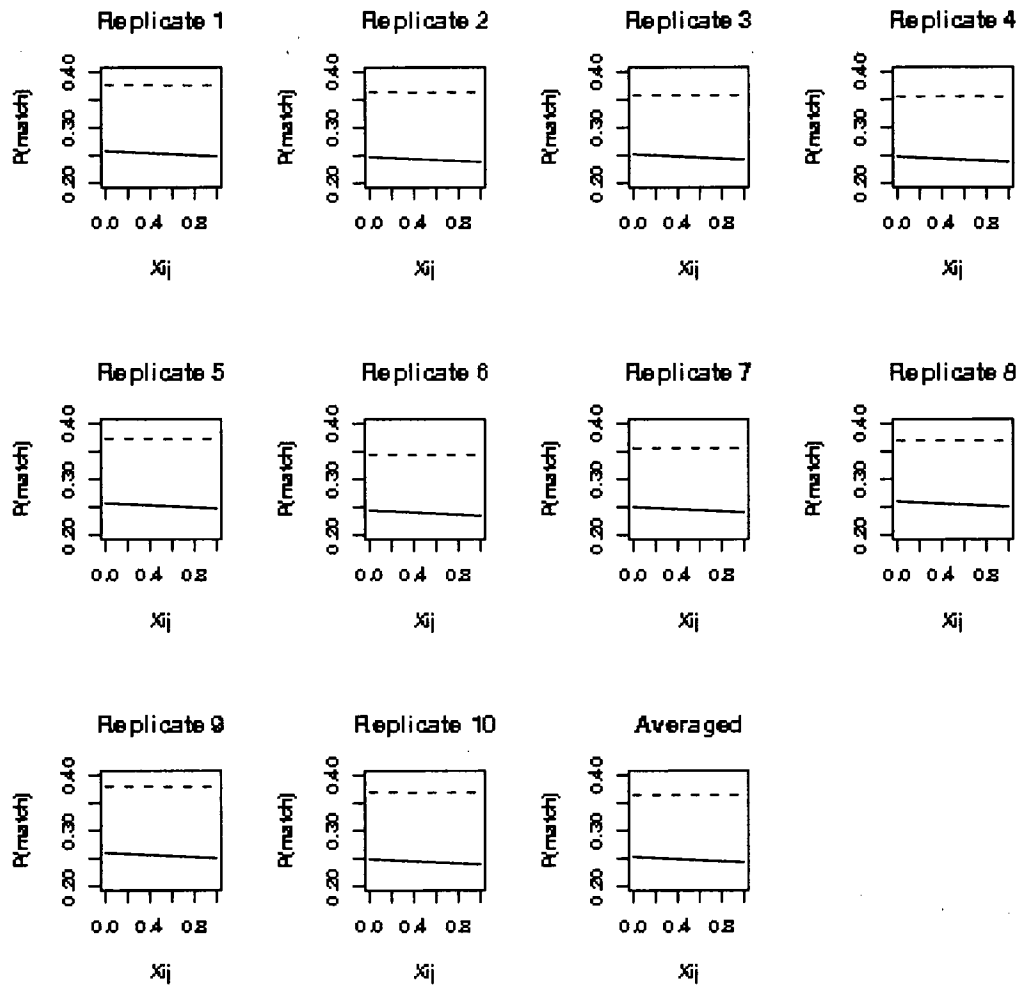 Replicate 1
Replicate 2
Replicate 3
Replicate 4
P(match)
0.20 0.30 0.40
0.0 0.4 0.8
Xij
P(match)
0.20 0.30 0.40
0.0 0.4 0.8
Xij
P(match)
0.20 0.30 0.40
0.0 0.4 0.8
Xij
P(match)
0.20 0.30 0.40
0.0 0.4 0.8
Xij
Replicate 5
Replicate 6
Replicate 7
Replicate 8
P(match)
0.20 0.30 0.40
0.0 0.4 0.8
Xij
P(match)
0.20 0.30 0.40
0.0 0.4 0.8
Xij
P(match)
0.20 0.30 0.40
0.0 0.4 0.8
Xij
P(match)
0.20 0.30 0.40
0.0 0.4 0.8
Xij
Replicate 9
Replicate 10
Averaged
P(match)
0.20 0.30 0.40
0.0 0.4 0.8
Xij
P(match)
0.20 0.30 0.40
0.0 0.4 0.8
Xij
P(match)
0.20 0.30 0.40
0.0 0.4 0.8
Xij